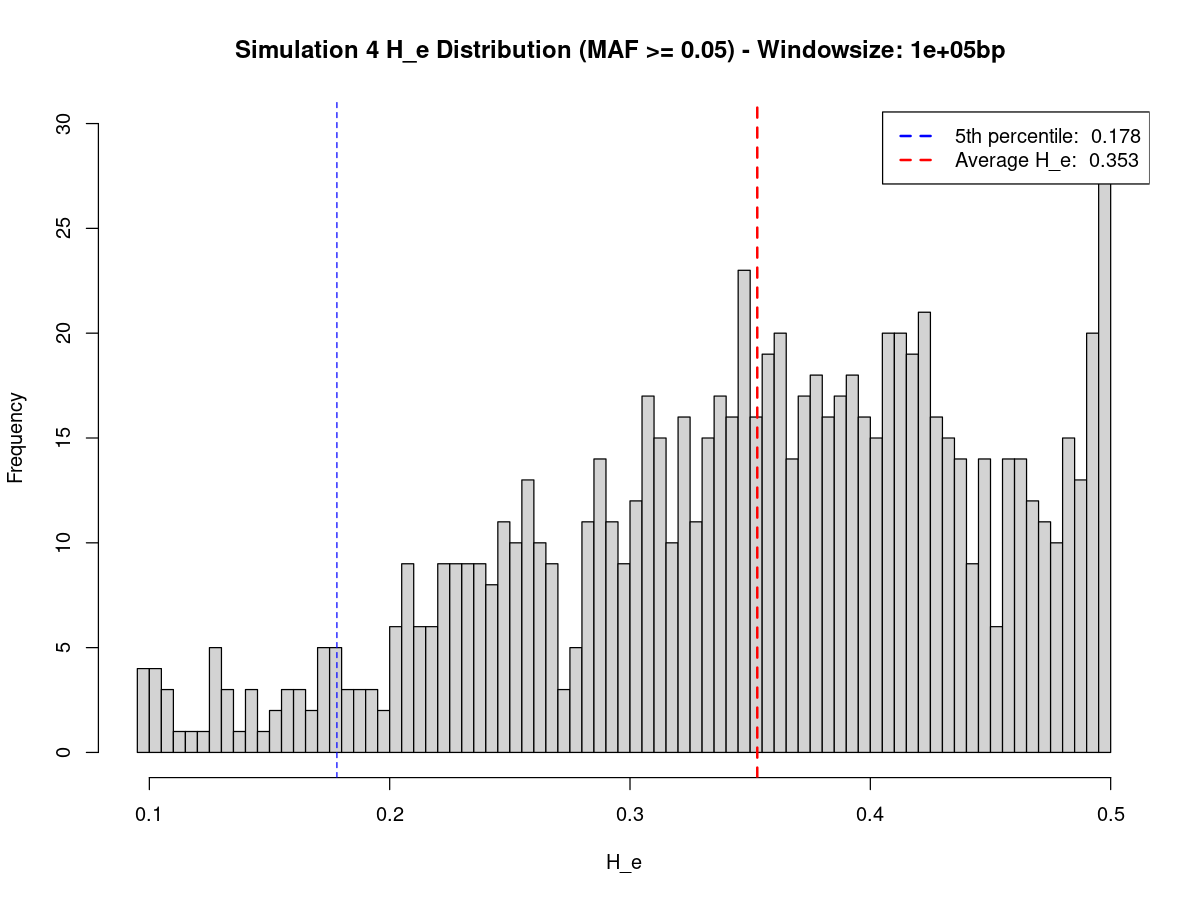 Simulation 4 H_e Distribution (MAF >= 0.05) - Windowsize: 1e+05bp
5th percentile: 0.178
Average H_e: 0.353
Frequency
30
25
20
15
10
5
0
0.1 0.2 0.3 0.4 0.5
H_e